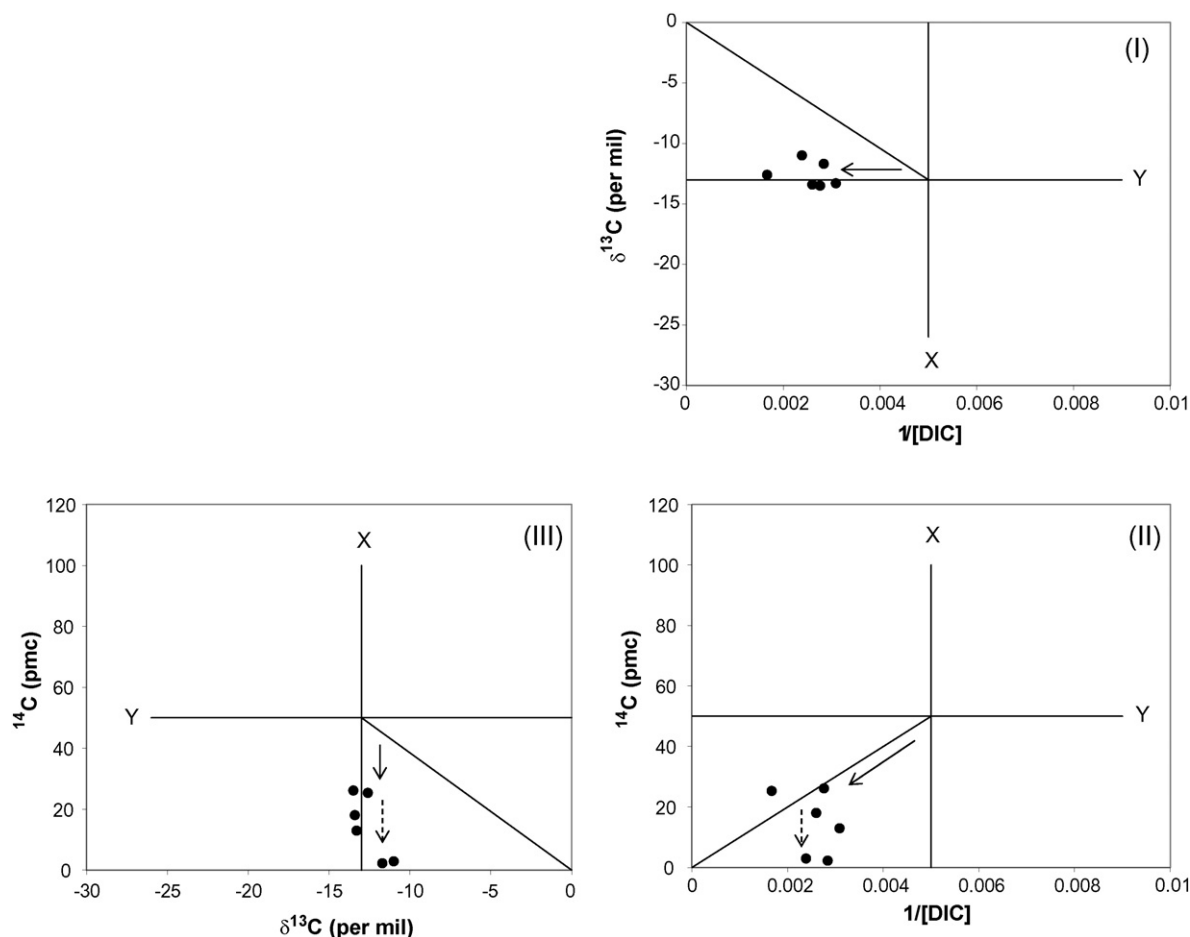 (I)
0
-5
-10
-15
-20
-25
-30
δ13C (per mil)
Y
X
0 0.002 0.004 0.006 0.008 0.01
1/[DIC]
(III)
120
100
80
60
40
20
0
14C (pmc)
X
Y
-30 -25 -20 -15 -10 -5 0
δ13C (per mil)
(II)
120
100
80
60
40
20
0
14C (pmc)
X
Y
0 0.002 0.004 0.006 0.008 0.01
1/[DIC]